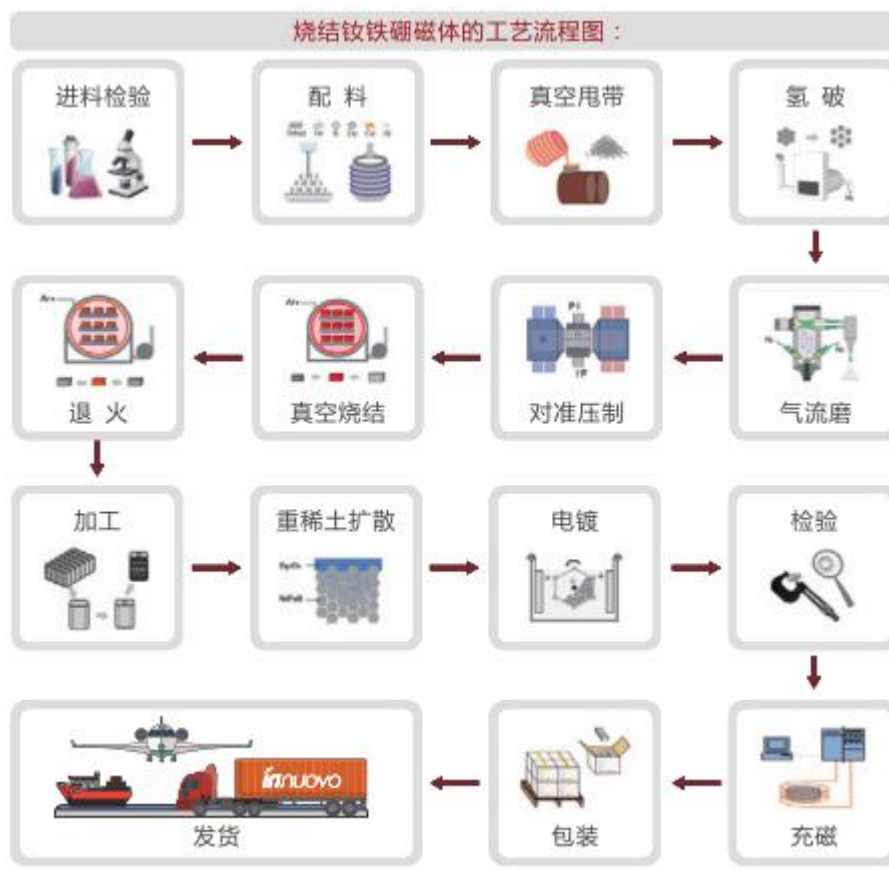 烧结钕铁硼磁体的工艺流程图：
进料检验
配 料
真空甩带
氢 破
气流磨
对准压制
真空烧结
退 火
加工
重稀土扩散
电镀
检验
充磁
包装
innuovo
发货